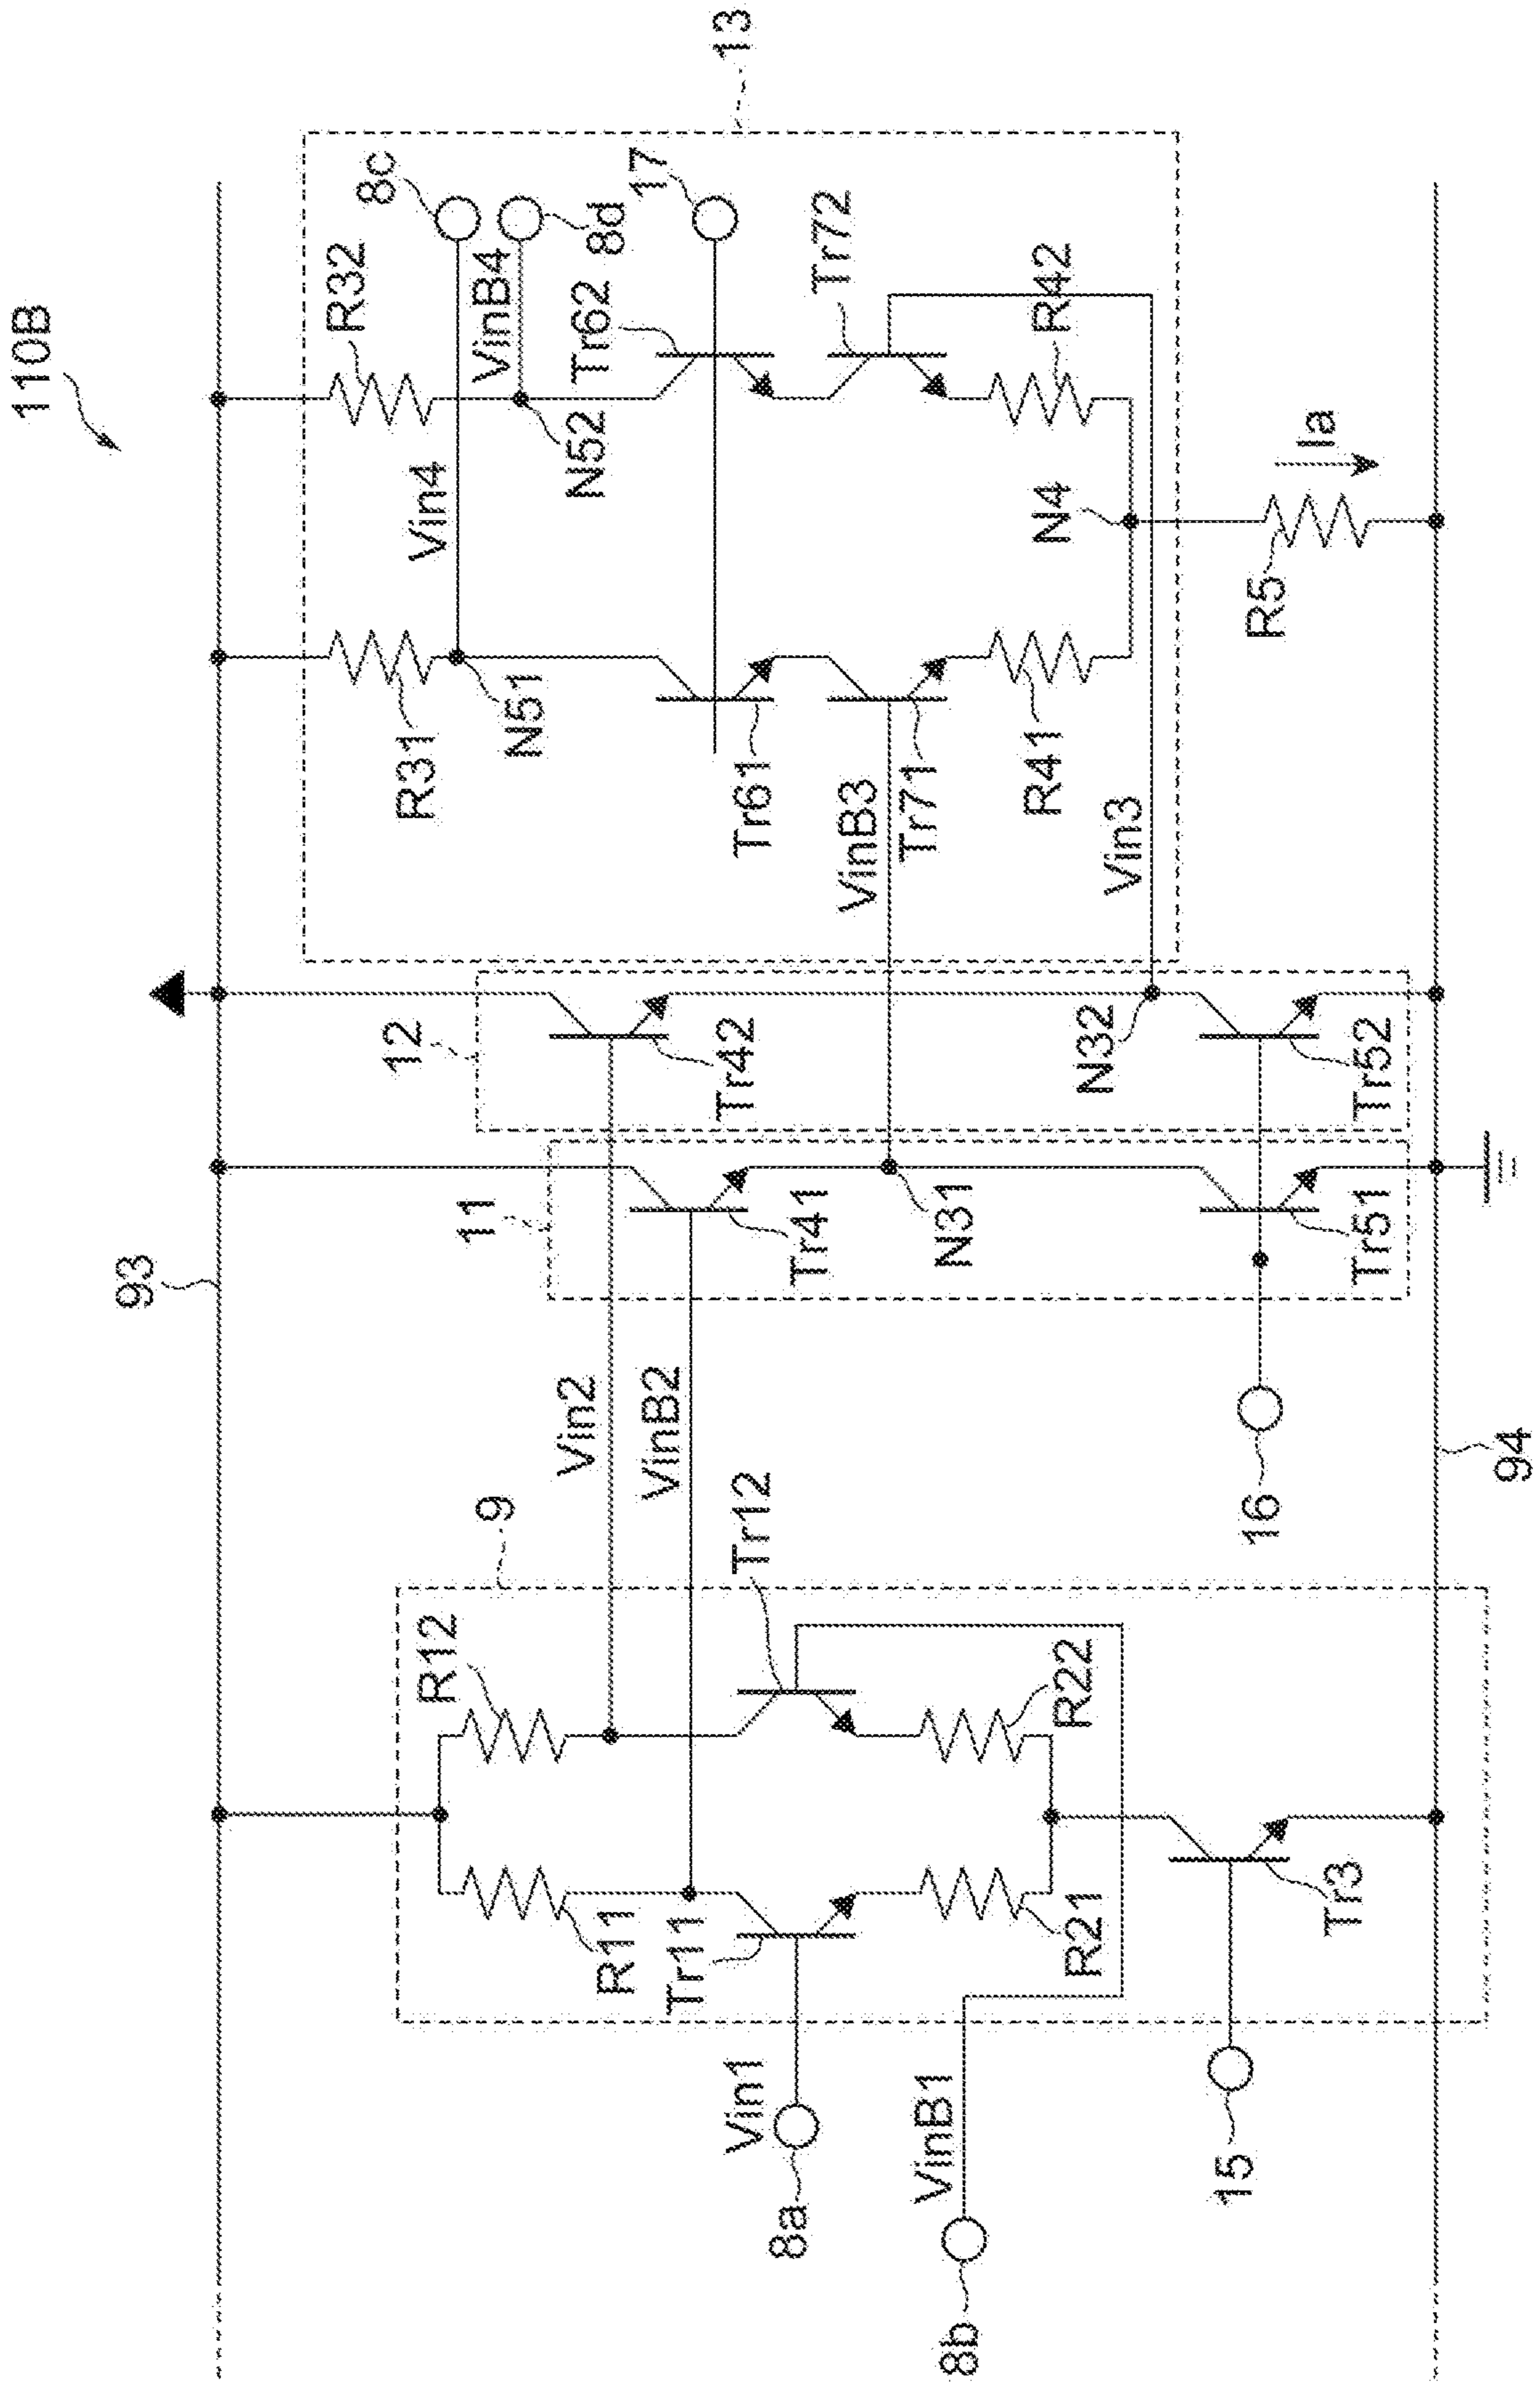 110B
93
9
R12
R11
Tr12
Tr11
R22
R21
Tr3
Vin1
8a
VinB1
8b
15
Vin2
VinB2
11
12
Tr42
Tr41
N32
N31
Tr52
Tr51
16
94
13
8c
8d
17
R32
R31
Vin4
VinB4
N52
N51
Tr62
Tr61
Tr72
Tr71
VinB3
Vin3
R42
R41
N4
R5
Ia